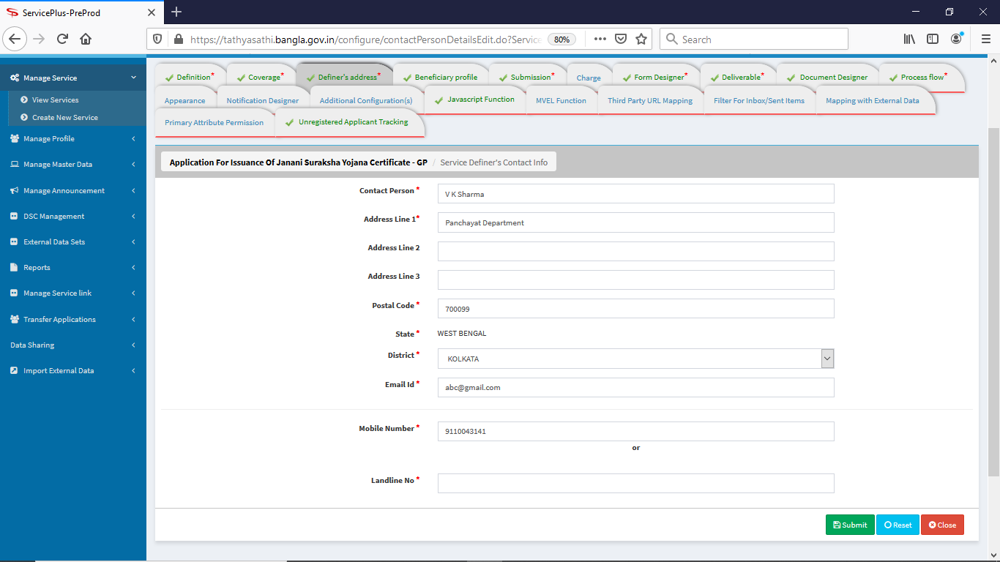 ServicePlus-PreProd
https://tathyasathi.bangla.gov.in/configure/contactPersonDetailsEdit.do?Service
80%
Search
Manage Service
View Services
Create New Service
Manage Profile
Manage Master Data
Manage Announcement
DSC Management
External Data Sets
Reports
Manage Service link
Transfer Applications
Data Sharing
Import External Data
Definition* Coverage* Definer's address* Beneficiary profile Submission* Charge Form Designer* Deliverable* Document Designer Process flow*
Appearance Notification Designer Additional Configuration(s) Javascript Function MVEL Function Third Party URL Mapping Filter For Inbox/Sent Items Mapping with External Data
Primary Attribute Permission Unregistered Applicant Tracking
Application For Issuance Of Janani Suraksha Yojana Certificate - GP / Service Definer's Contact Info
Contact Person * V K Sharma
Address Line 1* Panchayat Department
Address Line 2
Address Line 3
Postal Code * 700099
State * WEST BENGAL
District * KOLKATA
Email Id * abc@gmail.com
Mobile Number * 9110043141
or
Landline No *
Submit Reset Close